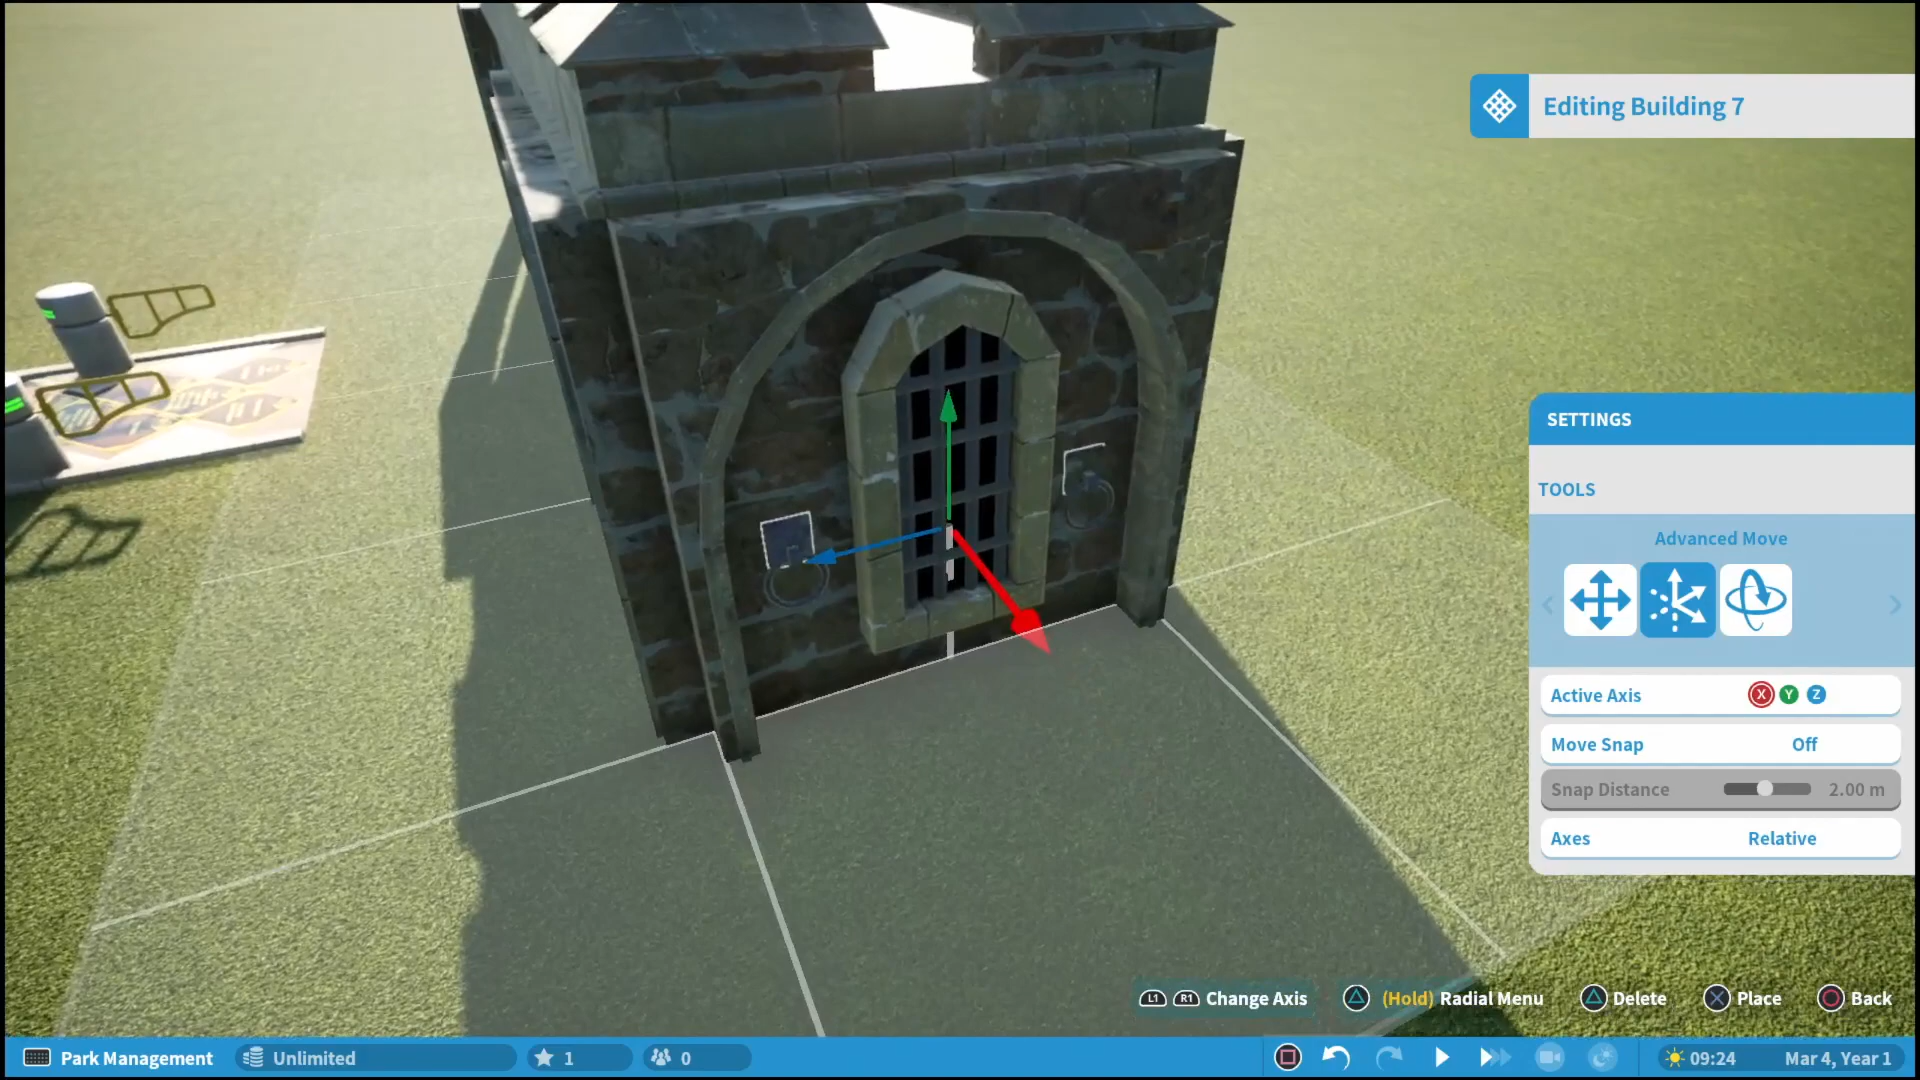 Editing Building 7
SETTINGS
TOOLS
Advanced Move
Active Axis X Y Z
Move Snap Off
Snap Distance 2.00 m
Axes Relative
L1 R1 Change Axis (Hold) Radial Menu Delete Place Back
Park Management Unlimited 1 0 09:24 Mar 4, Year 1